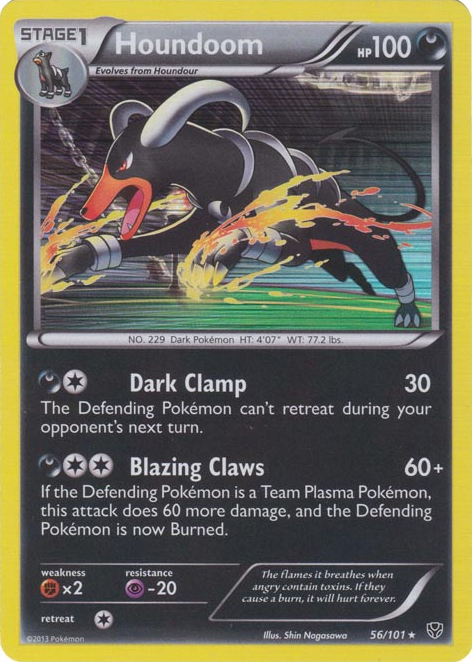 STAGE1
Houndoom
HP100
Evolves from Houndour
NO. 229 Dark Pokémon HT: 4'07" WT: 77.2 lbs.
Dark Clamp 30
The Defending Pokémon can't retreat during your
opponent's next turn.
Blazing Claws 60+
If the Defending Pokémon is a Team Plasma Pokémon,
this attack does 60 more damage, and the Defending
Pokémon is now Burned.
weakness
×2
resistance
-20
retreat
The flames it breathes when
angry contain toxins. If they
cause a burn, it will hurt forever.
©2013 Pokémon
Illus. Shin Nagasawa
56/101 ★